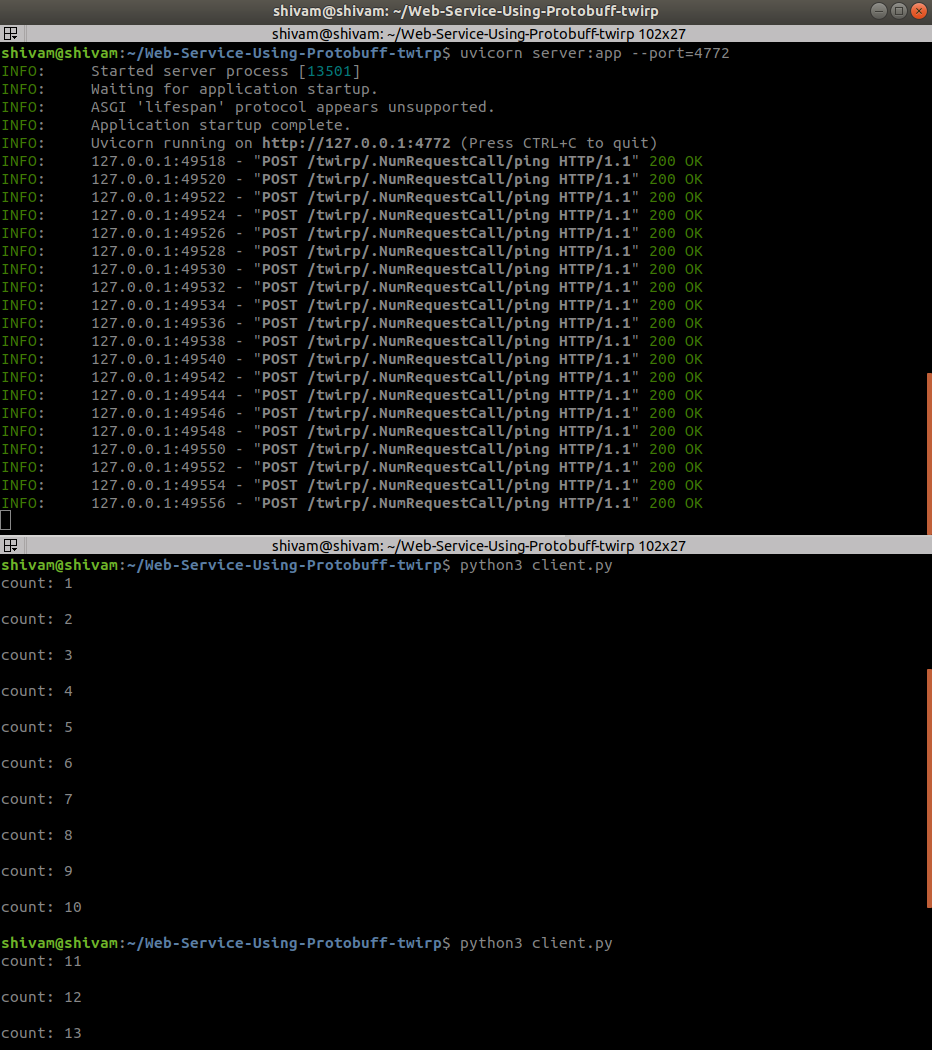 shivam@shivam: ~/Web-Service-Using-Protobuff-twirp
shivam@shivam: ~/Web-Service-Using-Protobuff-twirp 102x27
shivam@shivam:~/Web-Service-Using-Protobuff-twirp$ uvicorn server:app --port=4772
INFO:     Started server process [13501]
INFO:     Waiting for application startup.
INFO:     ASGI 'lifespan' protocol appears unsupported.
INFO:     Application startup complete.
INFO:     Uvicorn running on http://127.0.0.1:4772 (Press CTRL+C to quit)
INFO:     127.0.0.1:49518 - "POST /twirp/.NumRequestCall/ping HTTP/1.1" 200 OK
INFO:     127.0.0.1:49520 - "POST /twirp/.NumRequestCall/ping HTTP/1.1" 200 OK
INFO:     127.0.0.1:49522 - "POST /twirp/.NumRequestCall/ping HTTP/1.1" 200 OK
INFO:     127.0.0.1:49524 - "POST /twirp/.NumRequestCall/ping HTTP/1.1" 200 OK
INFO:     127.0.0.1:49526 - "POST /twirp/.NumRequestCall/ping HTTP/1.1" 200 OK
INFO:     127.0.0.1:49528 - "POST /twirp/.NumRequestCall/ping HTTP/1.1" 200 OK
INFO:     127.0.0.1:49530 - "POST /twirp/.NumRequestCall/ping HTTP/1.1" 200 OK
INFO:     127.0.0.1:49532 - "POST /twirp/.NumRequestCall/ping HTTP/1.1" 200 OK
INFO:     127.0.0.1:49534 - "POST /twirp/.NumRequestCall/ping HTTP/1.1" 200 OK
INFO:     127.0.0.1:49536 - "POST /twirp/.NumRequestCall/ping HTTP/1.1" 200 OK
INFO:     127.0.0.1:49538 - "POST /twirp/.NumRequestCall/ping HTTP/1.1" 200 OK
INFO:     127.0.0.1:49540 - "POST /twirp/.NumRequestCall/ping HTTP/1.1" 200 OK
INFO:     127.0.0.1:49542 - "POST /twirp/.NumRequestCall/ping HTTP/1.1" 200 OK
INFO:     127.0.0.1:49544 - "POST /twirp/.NumRequestCall/ping HTTP/1.1" 200 OK
INFO:     127.0.0.1:49546 - "POST /twirp/.NumRequestCall/ping HTTP/1.1" 200 OK
INFO:     127.0.0.1:49548 - "POST /twirp/.NumRequestCall/ping HTTP/1.1" 200 OK
INFO:     127.0.0.1:49550 - "POST /twirp/.NumRequestCall/ping HTTP/1.1" 200 OK
INFO:     127.0.0.1:49552 - "POST /twirp/.NumRequestCall/ping HTTP/1.1" 200 OK
INFO:     127.0.0.1:49554 - "POST /twirp/.NumRequestCall/ping HTTP/1.1" 200 OK
INFO:     127.0.0.1:49556 - "POST /twirp/.NumRequestCall/ping HTTP/1.1" 200 OK
shivam@shivam: ~/Web-Service-Using-Protobuff-twirp 102x27
shivam@shivam:~/Web-Service-Using-Protobuff-twirp$ python3 client.py
count: 1
count: 2
count: 3
count: 4
count: 5
count: 6
count: 7
count: 8
count: 9
count: 10
shivam@shivam:~/Web-Service-Using-Protobuff-twirp$ python3 client.py
count: 11
count: 12
count: 13